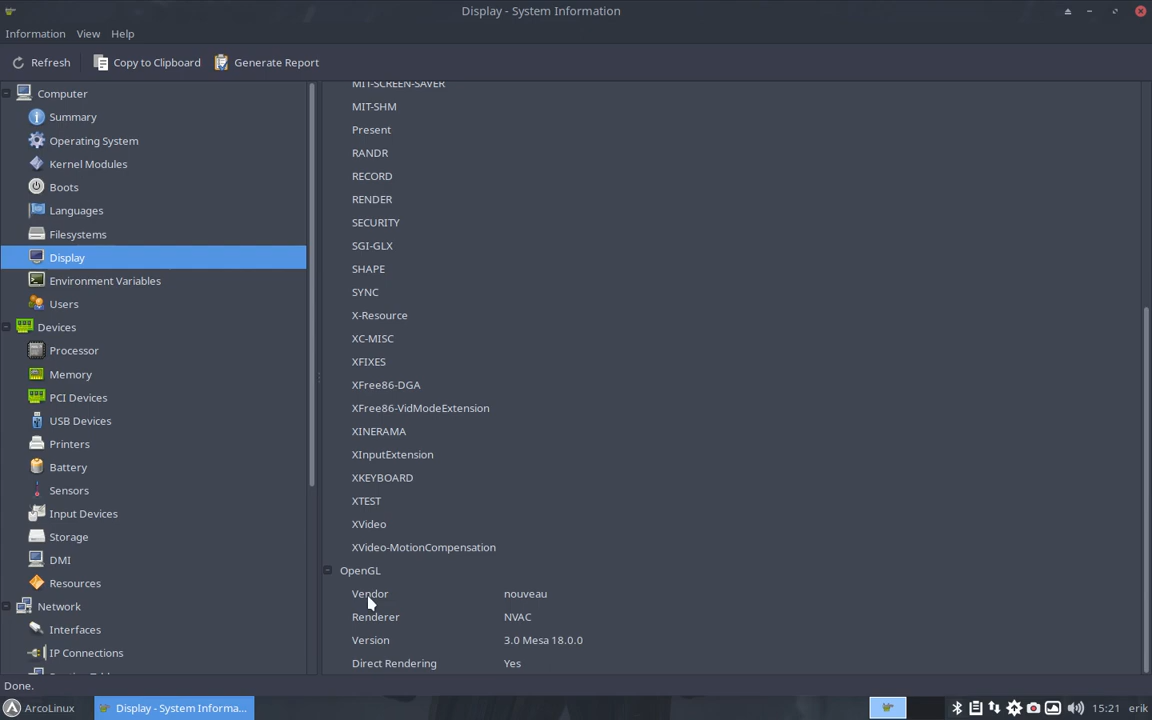 Display - System Information
Information View Help
Refresh Copy to Clipboard Generate Report
Computer
Summary
Operating System
Kernel Modules
Boots
Languages
Filesystems
Display
Environment Variables
Users
Devices
Processor
Memory
PCI Devices
USB Devices
Printers
Battery
Sensors
Input Devices
Storage
DMI
Resources
Network
Interfaces
IP Connections
MIT-SCREEN-SAVER
MIT-SHM
Present
RANDR
RECORD
RENDER
SECURITY
SGI-GLX
SHAPE
SYNC
X-Resource
XC-MISC
XFIXES
XFree86-DGA
XFree86-VidModeExtension
XINERAMA
XInputExtension
XKEYBOARD
XTEST
XVideo
XVideo-MotionCompensation
OpenGL
Vendor nouveau
Renderer NVAC
Version 3.0 Mesa 18.0.0
Direct Rendering Yes
Done.
ArcoLinux Display - System Informa... 15:21 erik